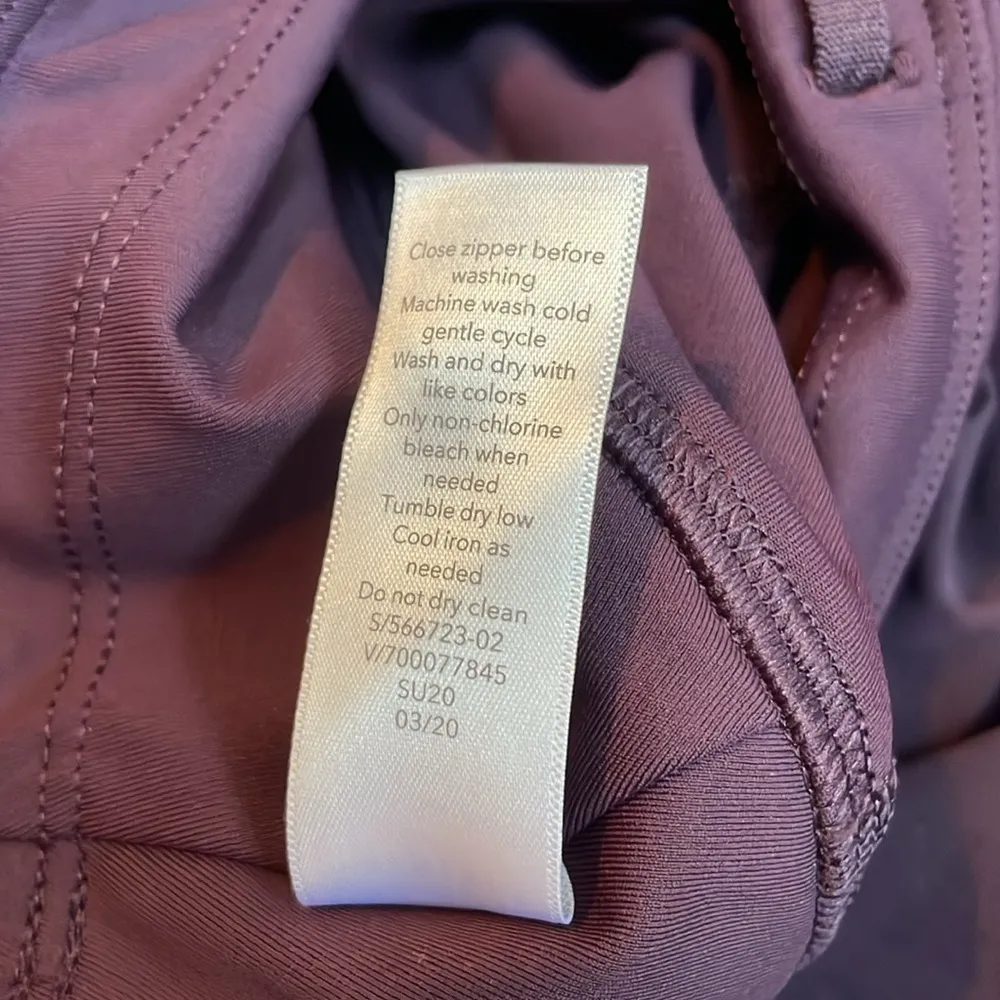 Close zipper before
washing
Machine wash cold
gentle cycle
Wash and dry with
like colors
Only non-chlorine
bleach when
needed
Tumble dry low
Cool iron as
needed
Do not dry clean
S/566723-02
V/700077845
SU20
03/20